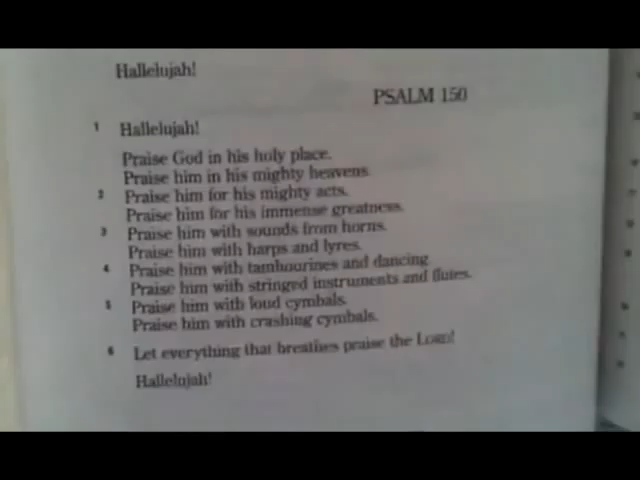 Hallelujah!
PSALM 150
1 Hallelujah!
Praise God in his holy place.
Praise him in his mighty heavens.
2 Praise him for his mighty acts.
Praise him for his immense greatness.
3 Praise him with sounds from horns.
Praise him with harps and lyres.
4 Praise him with tambourines and dancing.
Praise him with stringed instruments and flutes.
5 Praise him with loud cymbals.
Praise him with crashing cymbals.
6 Let everything that breathes praise the LORD!
Hallelujah!